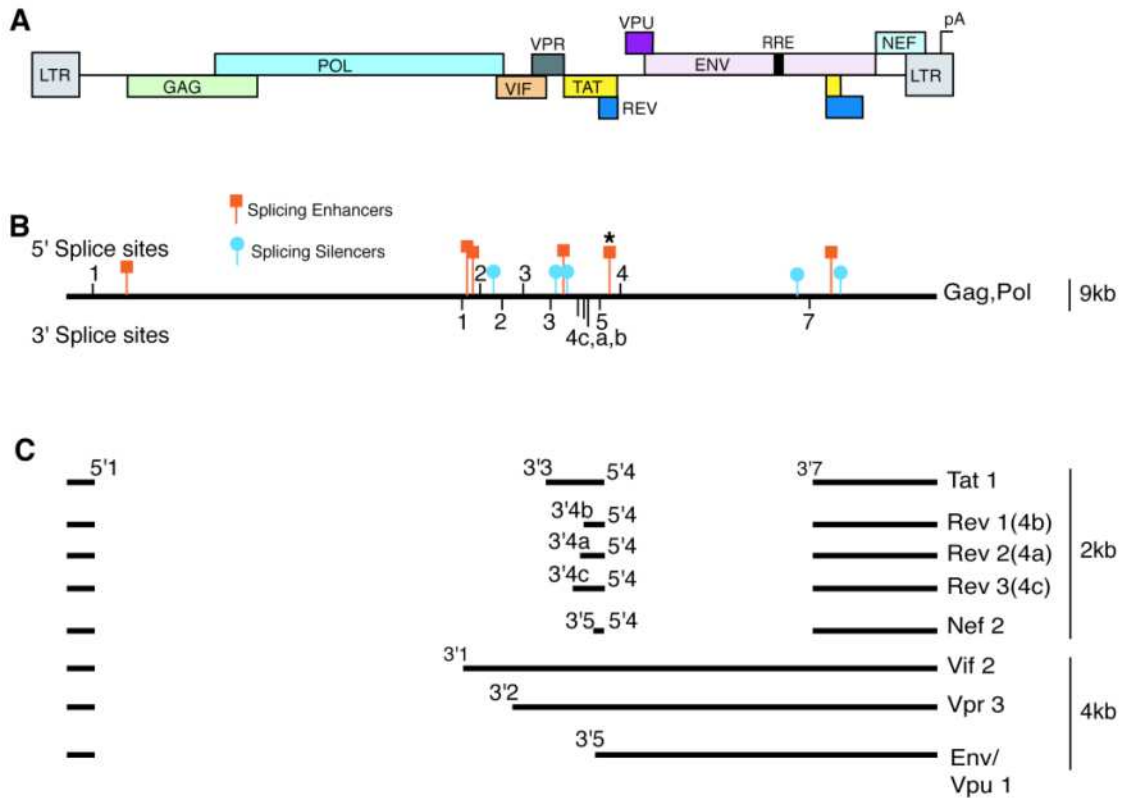 A
LTR
GAG
POL
VIF
VPR
TAT
REV
VPU
ENV
RRE
NEF
pA
LTR
B
Splicing Enhancers
Splicing Silencers
5' Splice sites
1
2
3
*
4
Gag,Pol
9kb
3' Splice sites
1
2
3
4c,a,b
5
7
C
5'1
3'3
5'4
3'7
Tat 1
3'4b
5'4
Rev 1(4b)
3'4a
5'4
Rev 2(4a)
3'4c
5'4
Rev 3(4c)
3'5
5'4
Nef 2
2kb
3'1
Vif 2
3'2
Vpr 3
3'5
Env/
Vpu 1
4kb